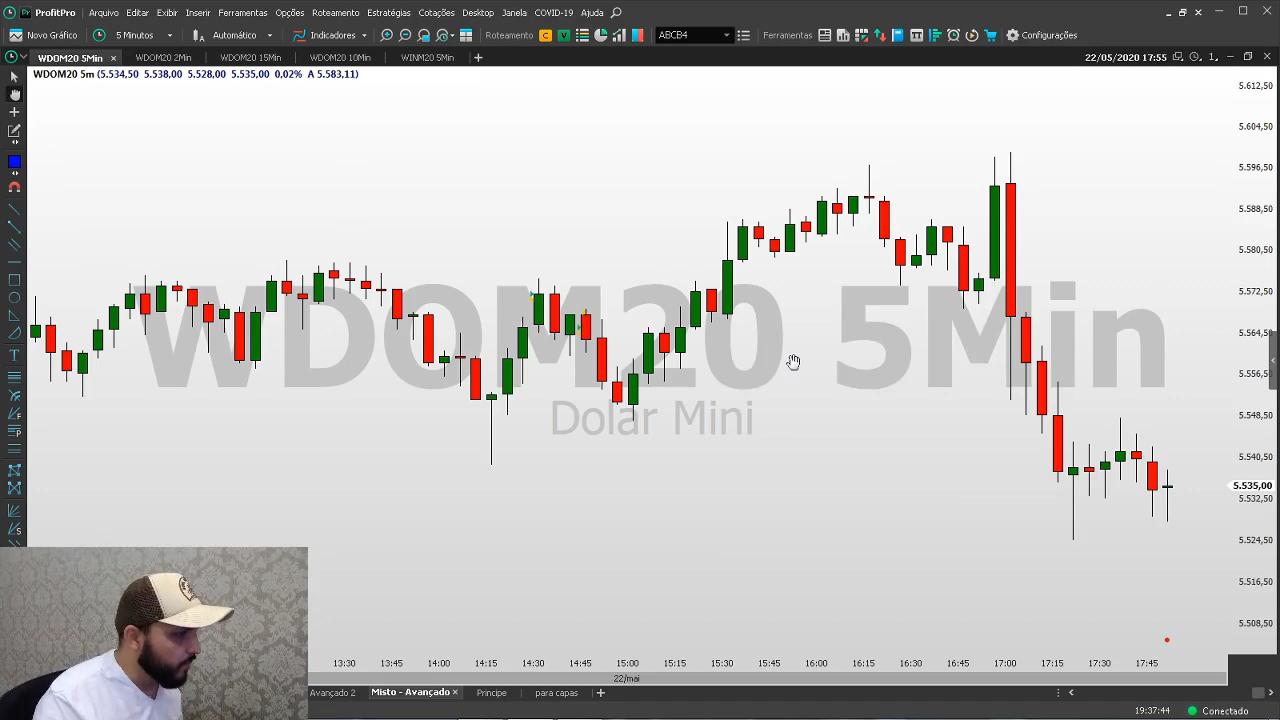 ProfitPro
Arquivo Editar Exibir Inserir Ferramentas Opções Roteamento Estratégias Cotações Desktop Janela COVID-19 Ajuda
Novo Gráfico 5 Minutos Automático Indicadores Roteamento C V ABCB4 Ferramentas Configurações
WDOM20 5Min WDOM20 2Min WDOM20 15Min WDOM20 10Min WINM20 5Min 22/05/2020 17:55
WDOM20 5m (5.534,50 5.538,00 5.528,00 5.535,00 0,02% A 5.583,11)
5.612,50
5.604,50
5.596,50
5.588,50
5.580,50
5.572,50
5.564,50
5.556,50
5.548,50
5.540,50
5.535,00
5.532,50
5.524,50
5.516,50
5.508,50
WDOM20 5Min
Dolar Mini
13:30 13:45 14:00 14:15 14:30 14:45 15:00 15:15 15:30 15:45 16:00 16:15 16:30 16:45 17:00 17:15 17:30 17:45
22/mai
Avançado 2 Misto - Avançado Principe para capas
19:37:44 Conectado